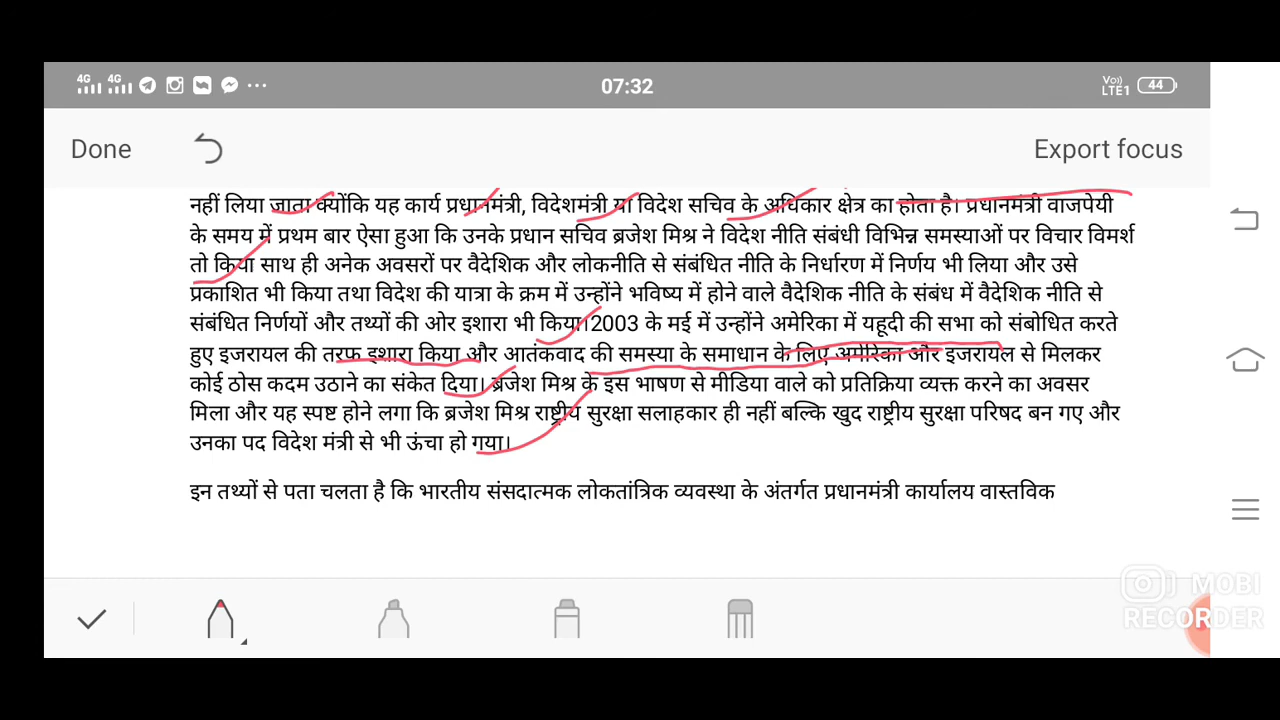 4G 4G ... 07:32 Vo)) LTE1 44
Done Export focus
नहीं लिया जाता क्योंकि यह कार्य प्रधानमंत्री, विदेशमंत्री या विदेश सचिव के अधिकार क्षेत्र का होता है। प्रधानमंत्री वाजपेयी
के समय में प्रथम बार ऐसा हुआ कि उनके प्रधान सचिव ब्रजेश मिश्र ने विदेश नीति संबंधी विभिन्न समस्याओं पर विचार विमर्श
तो किया साथ ही अनेक अवसरों पर वैदेशिक और लोकनीति से संबंधित नीति के निर्धारण में निर्णय भी लिया और उसे
प्रकाशित भी किया तथा विदेश की यात्रा के क्रम में उन्होंने भविष्य में होने वाले वैदेशिक नीति के संबंध में वैदेशिक नीति से
संबंधित निर्णयों और तथ्यों की ओर इशारा भी किया।2003 के मई में उन्होंने अमेरिका में यहूदी की सभा को संबोधित करते
हुए इजरायल की तरफ इशारा किया और आतंकवाद की समस्या के समाधान के लिए अमेरिका और इजरायल से मिलकर
कोई ठोस कदम उठाने का संकेत दिया। ब्रजेश मिश्र के इस भाषण से मीडिया वाले को प्रतिक्रिया व्यक्त करने का अवसर
मिला और यह स्पष्ट होने लगा कि ब्रजेश मिश्र राष्ट्रीय सुरक्षा सलाहकार ही नहीं बल्कि खुद राष्ट्रीय सुरक्षा परिषद बन गए और
उनका पद विदेश मंत्री से भी ऊंचा हो गया।
इन तथ्यों से पता चलता है कि भारतीय संसदात्मक लोकतांत्रिक व्यवस्था के अंतर्गत प्रधानमंत्री कार्यालय वास्तविक
MOBI
RECORDER